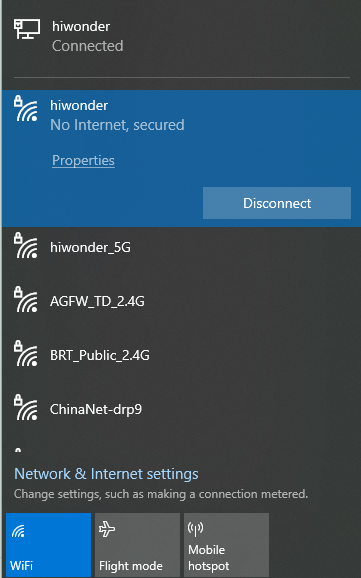 hiwonder
Connected
hiwonder
No Internet, secured
Properties
Disconnect
hiwonder_5G
AGFW_TD_2.4G
BRT_Public_2.4G
ChinaNet-drp9
Network & Internet settings
Change settings, such as making a connection metered.
WiFi
Flight mode
Mobile
hotspot